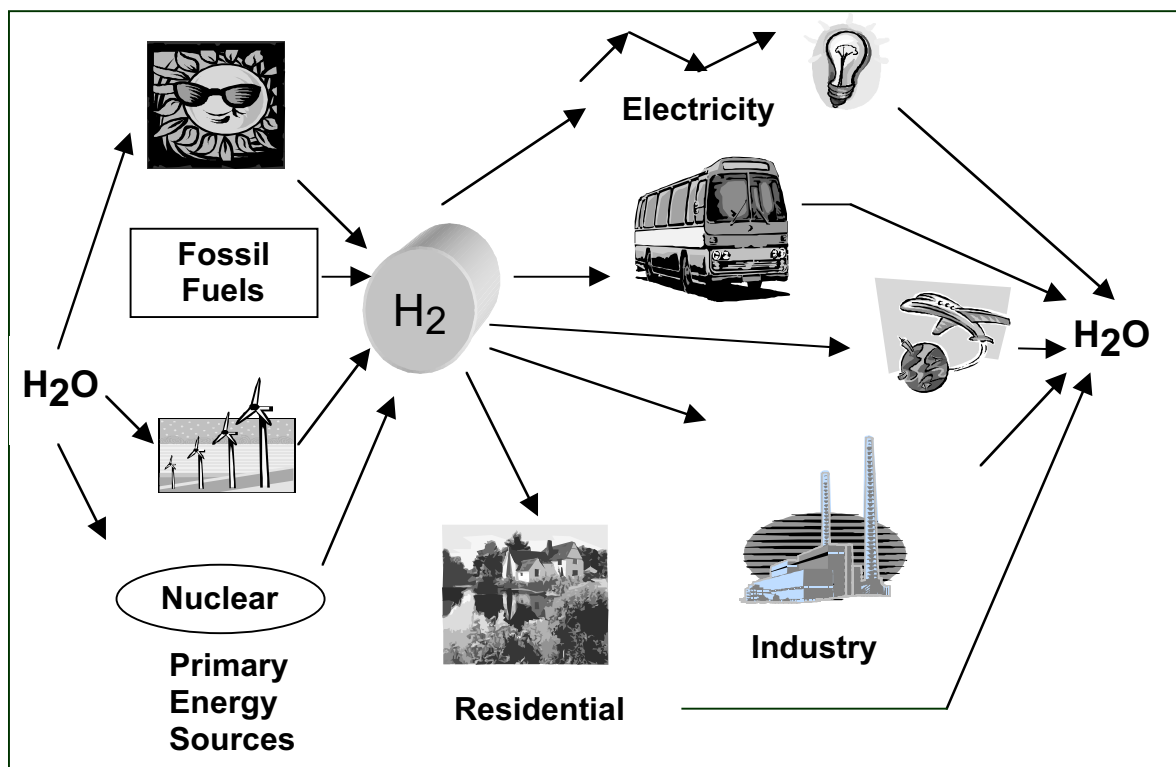 Electricity
Fossil
Fuels
H2
H2O
H2O
Nuclear
Primary
Energy
Sources
Residential
Industry